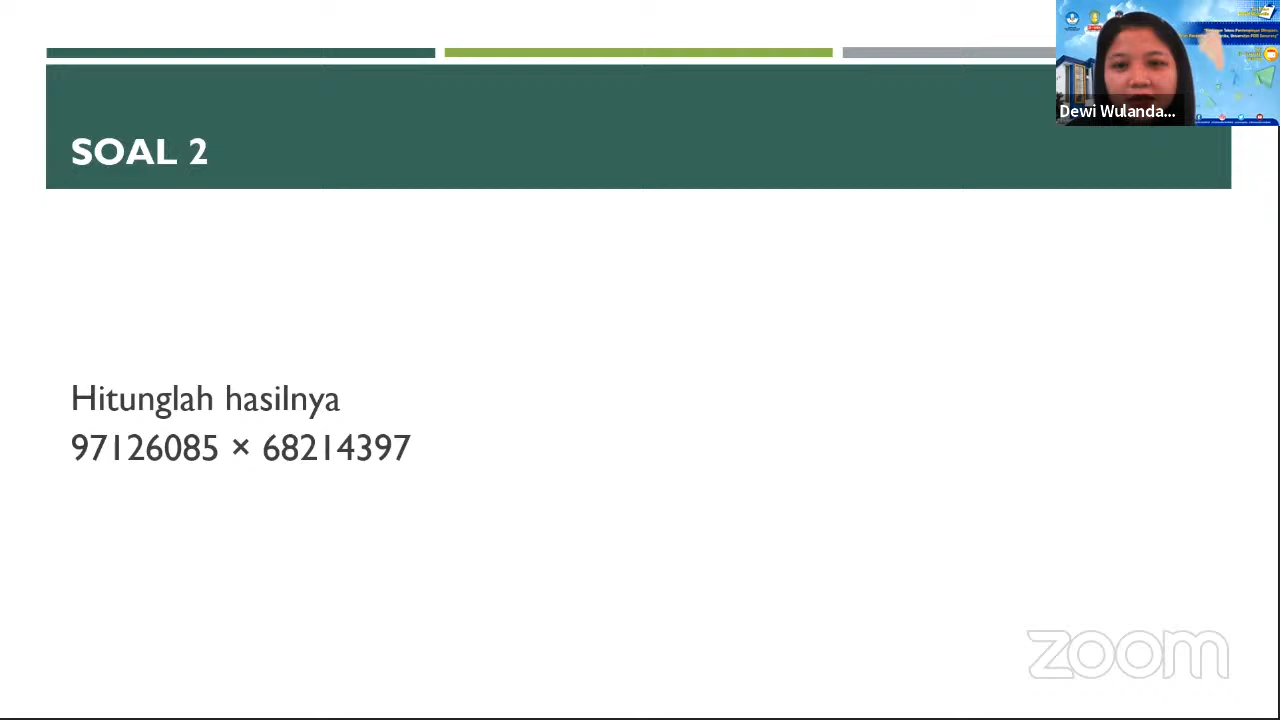 SOAL 2
Dewi Wulanda...
Hitunglah hasilnya
97126085 × 68214397
zoom